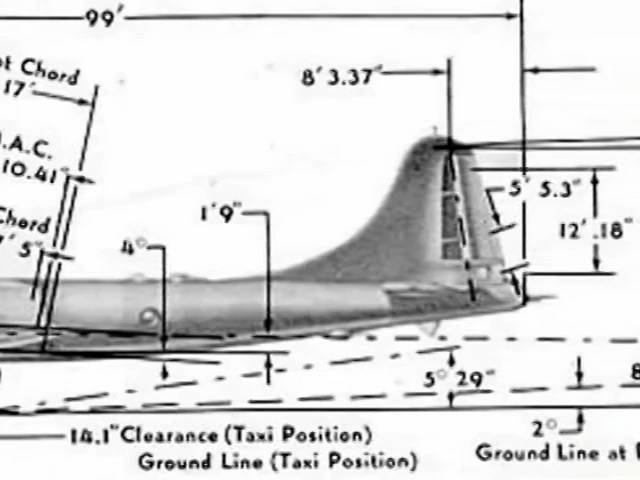 99'
Chord
17'
8' 3.37"
A.C.
10.41"
5' 5.3"
1' 9"
Chord
12' .18"
5"
4°
5° 29"
8
14.1" Clearance (Taxi Position)
2°
Ground Line (Taxi Position)
Ground Line at